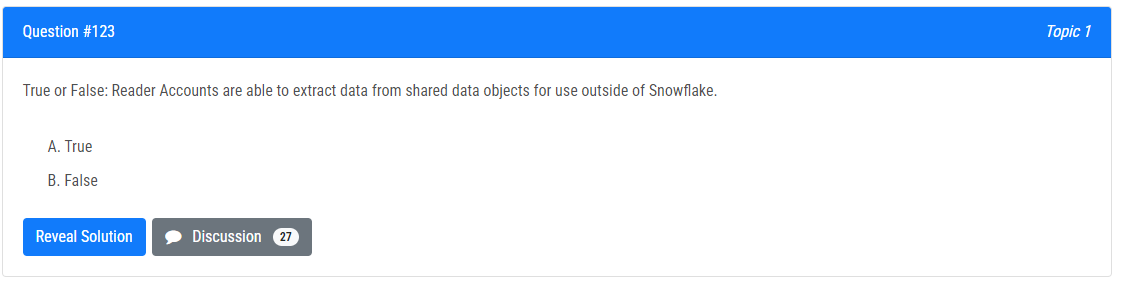 Question #123
Topic 1
True or False: Reader Accounts are able to extract data from shared data objects for use outside of Snowflake.
A. True
B. False
Reveal Solution
Discussion 27